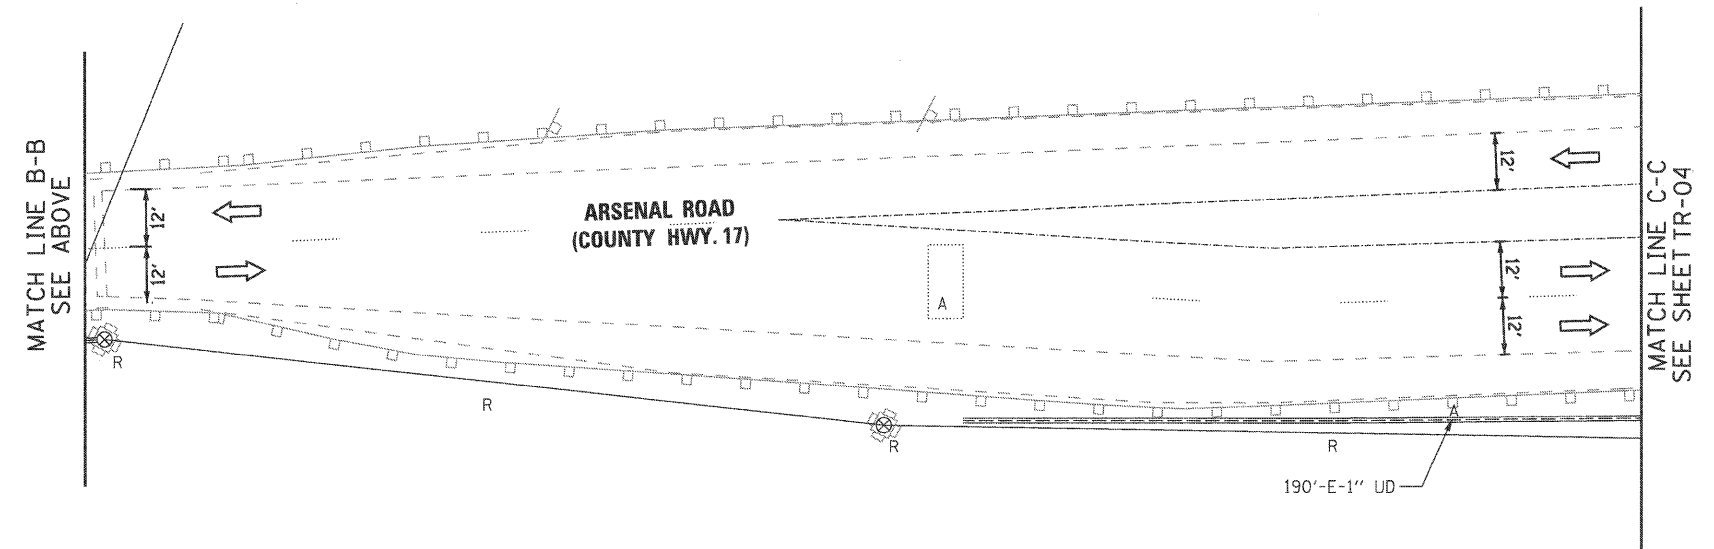 MATCH LINE B-B
SEE ABOVE
12'
12'
ARSENAL ROAD
(COUNTY HWY. 17)
A
12'
12'
12'
MATCH LINE C-C
SEE SHEET TR-04
R
R
R
A
R
190'-E-1" UD